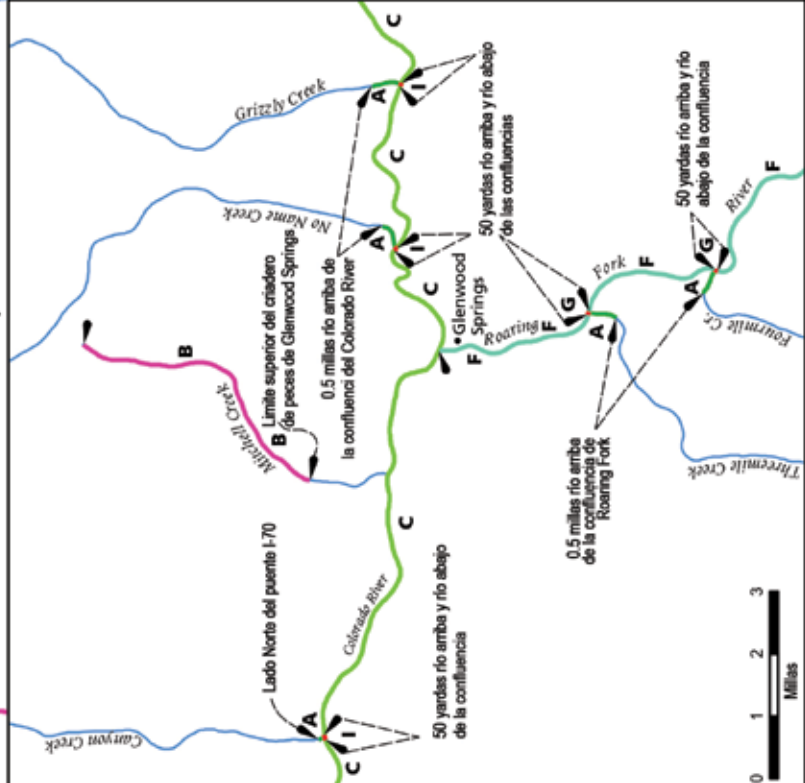 C
Grizzly Creek
A
I
C
50 yardas río arriba y río abajo
de las confluencias
No Name Creek
A
I
0.5 millas río arriba de
la confluenci del Colorado River
C
B
Limite superior del criadero
de peces de Glenwood Springs
B
Mitchell Creek
Glenwood
Springs
F
Roaring
F
Fork
F
G
A
50 yardas río arriba y río
abajo de la confluencia
G
River
F
A
Fourmile Cr.
0.5 millas río arriba
de la confluencia de
Roaring Fork
Threemile Creek
C
Colorado River
Lado Norte del puente I-70
Canyon Creek
A
I
C
50 yardas río arriba y río abajo
de la confluencia
0 1 2 3
Millas